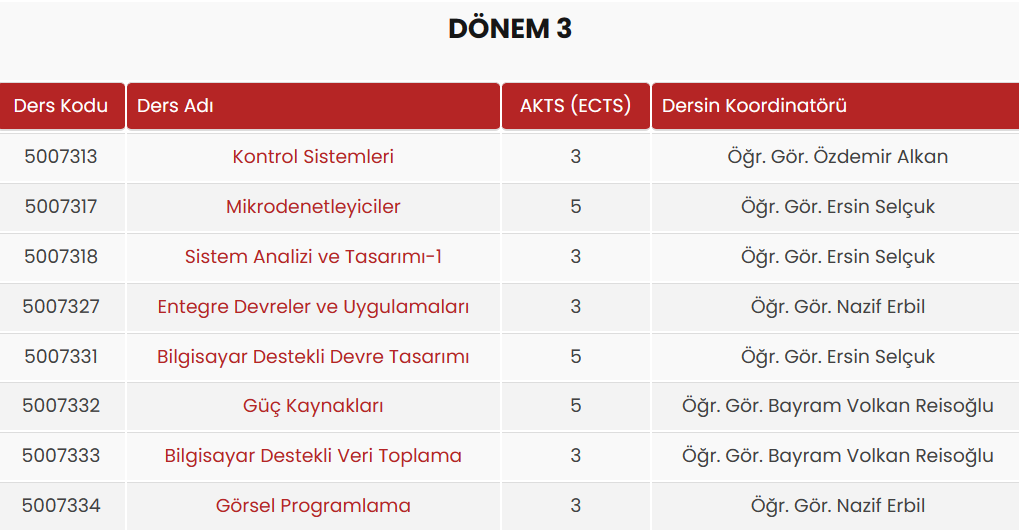 DÖNEM 3
Ders Kodu Ders Adı AKTS (ECTS) Dersin Koordinatörü
5007313 Kontrol Sistemleri 3 Öğr. Gör. Özdemir Alkan
5007317 Mikrodenetleyiciler 5 Öğr. Gör. Ersin Selçuk
5007318 Sistem Analizi ve Tasarımı-1 3 Öğr. Gör. Ersin Selçuk
5007327 Entegre Devreler ve Uygulamaları 3 Öğr. Gör. Nazif Erbil
5007331 Bilgisayar Destekli Devre Tasarımı 5 Öğr. Gör. Ersin Selçuk
5007332 Güç Kaynakları 5 Öğr. Gör. Bayram Volkan Reisoğlu
5007333 Bilgisayar Destekli Veri Toplama 3 Öğr. Gör. Bayram Volkan Reisoğlu
5007334 Görsel Programlama 3 Öğr. Gör. Nazif Erbil